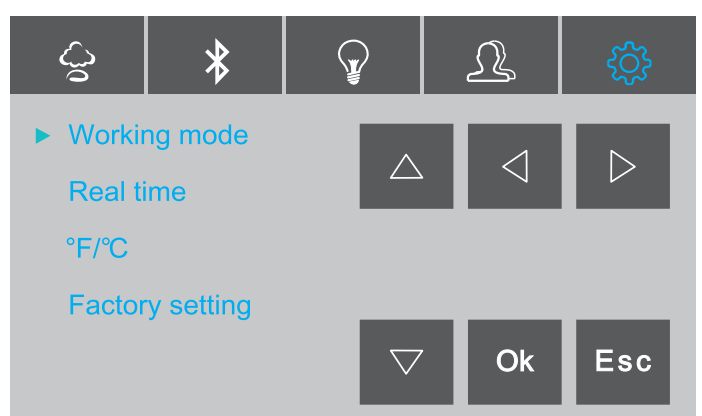 Working mode
Real time
°F/℃
Factory setting
Ok
Esc